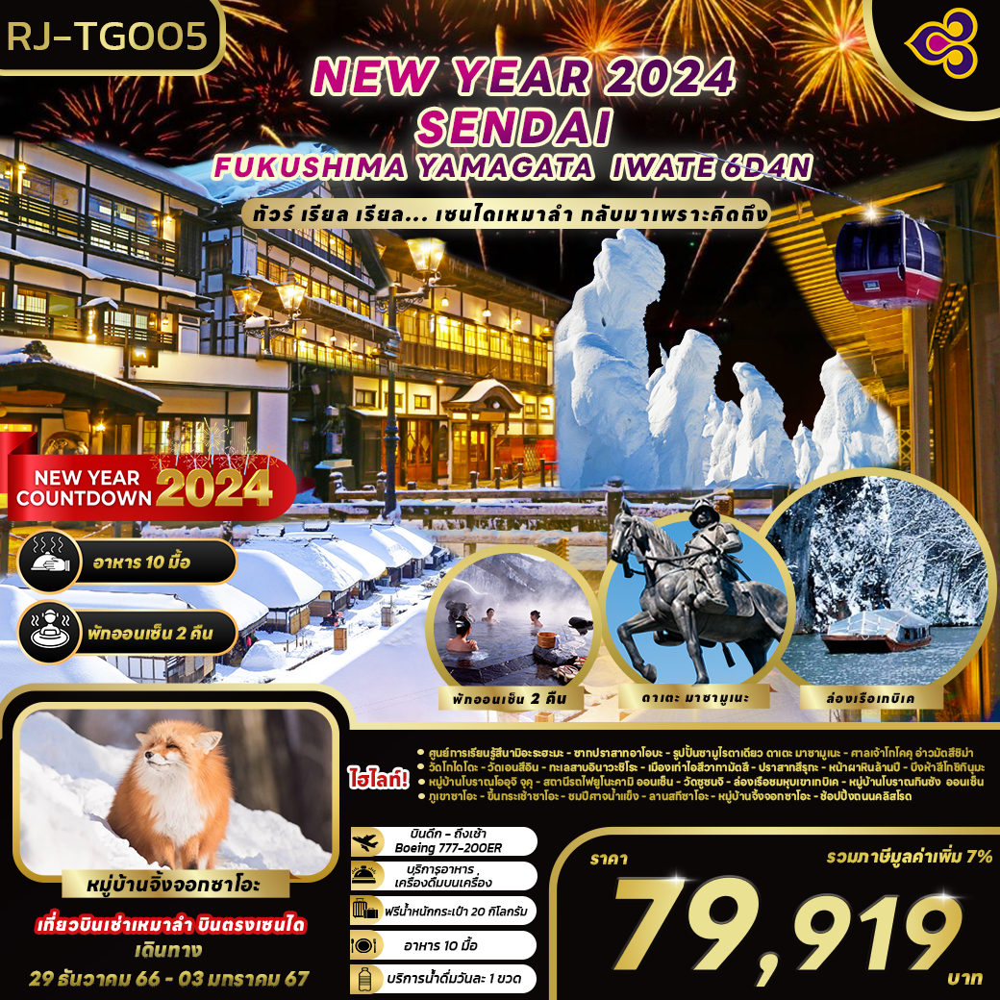 RJ-TG005
NEW YEAR 2024
SENDAI
FUKUSHIMA YAMAGATA IWATE 6D4N
ทัวร์ เรียล เรียล... เซนไดเหมาลำ กลับมาเพราะคิดถึง
NEW YEAR
COUNTDOWN 2024
อาหาร 10 มื้อ
พักออนเซ็น 2 คืน
พักออนเซ็น 2 คืน
ดาเตะ มาซามูเนะ
ล่องเรือเกบิเค
ไฮไลท์!
• ศูนย์การเรียนรู้สึนามิอะระฮะมะ - ซากปราสาทอาโอบะ - รูปปั้นซามูไรตาเดียว ดาเตะ มาซามุเนะ - ศาลเจ้าโกโคคุ อ่าวมัตสึชิม่า
• วัดโกไดโดะ - วัดเอนสึอิน - ทะเลสาบอินาวะชิโระ - เมืองเก่าไอสึวากามัตสึ - ปราสาทสึรุกะ - หน้าผาหินล้านปี - บึงห้าสีโกชิกินูมะ
• หมู่บ้านโบราณโออุจิ จุคุ - สถานีรถไฟยูโนะคามิ ออนเซ็น - วัดชูซนจิ - ล่องเรือชมหุบเขาเกบิเค - หมู่บ้านโบราณกินซัง ออนเซ็น
• ภูเขาซาโอะ - ขึ้นกระเช้าซาโอะ - ชมปีศาจน้ำแข็ง - ลานสกีซาโอะ - หมู่บ้านจิ้งจอกซาโอะ - ช้อปปิ้งถนนคลิสโรด
หมู่บ้านจิ้งจอกซาโอะ
เที่ยวบินเช่าเหมาลำ บินตรงเซนได
เดินทาง
29 ธันวาคม 66 - 03 มกราคม 67
บินดึก - ถึงเช้า
Boeing 777-200ER
บริการอาหาร ,
เครื่องดื่มบนเครื่อง
ฟรีน้ำหนักกระเป๋า 20 กิโลกรัม
อาหาร 10 มื้อ
บริการน้ำดื่มวันละ 1 ขวด
ราคา
รวมภาษีมูลค่าเพิ่ม 7%
79,919
บาท